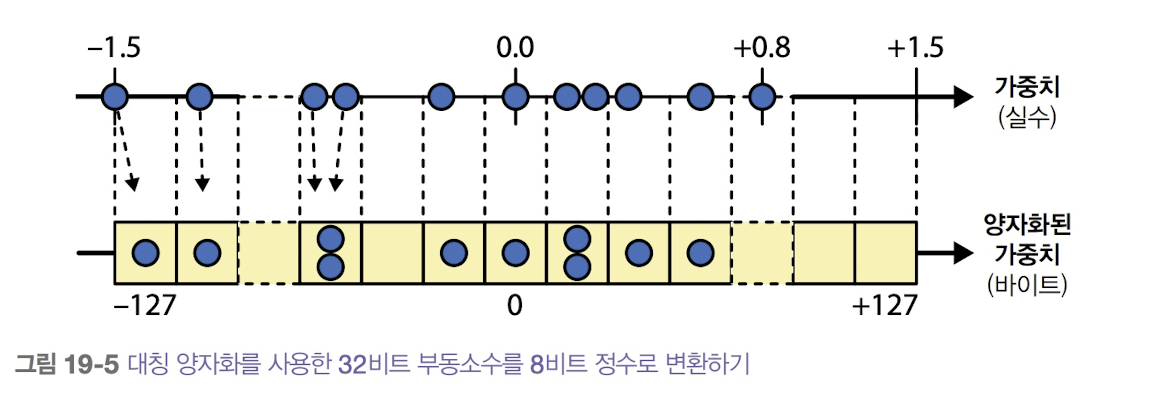 –1.5 0.0 +0.8 +1.5
가중치
(실수)
양자화된
가중치
(바이트)
–127 0 +127
그림 19-5 대칭 양자화를 사용한 32비트 부동소수를 8비트 정수로 변환하기